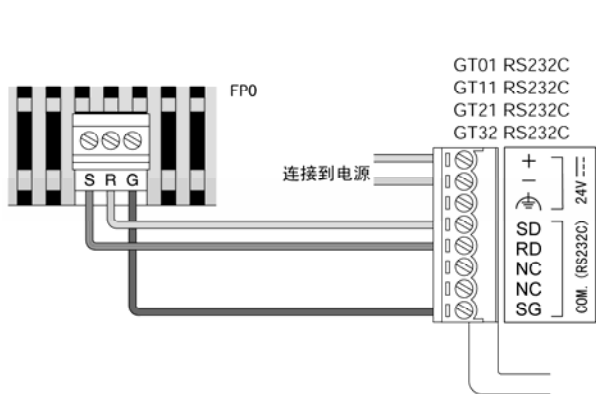 GT01 RS232C
GT11 RS232C
GT21 RS232C
GT32 RS232C
FP0
连接到电源
S R G
+
−
24V
SD
RD
NC
NC
SG
COM. (RS232C)